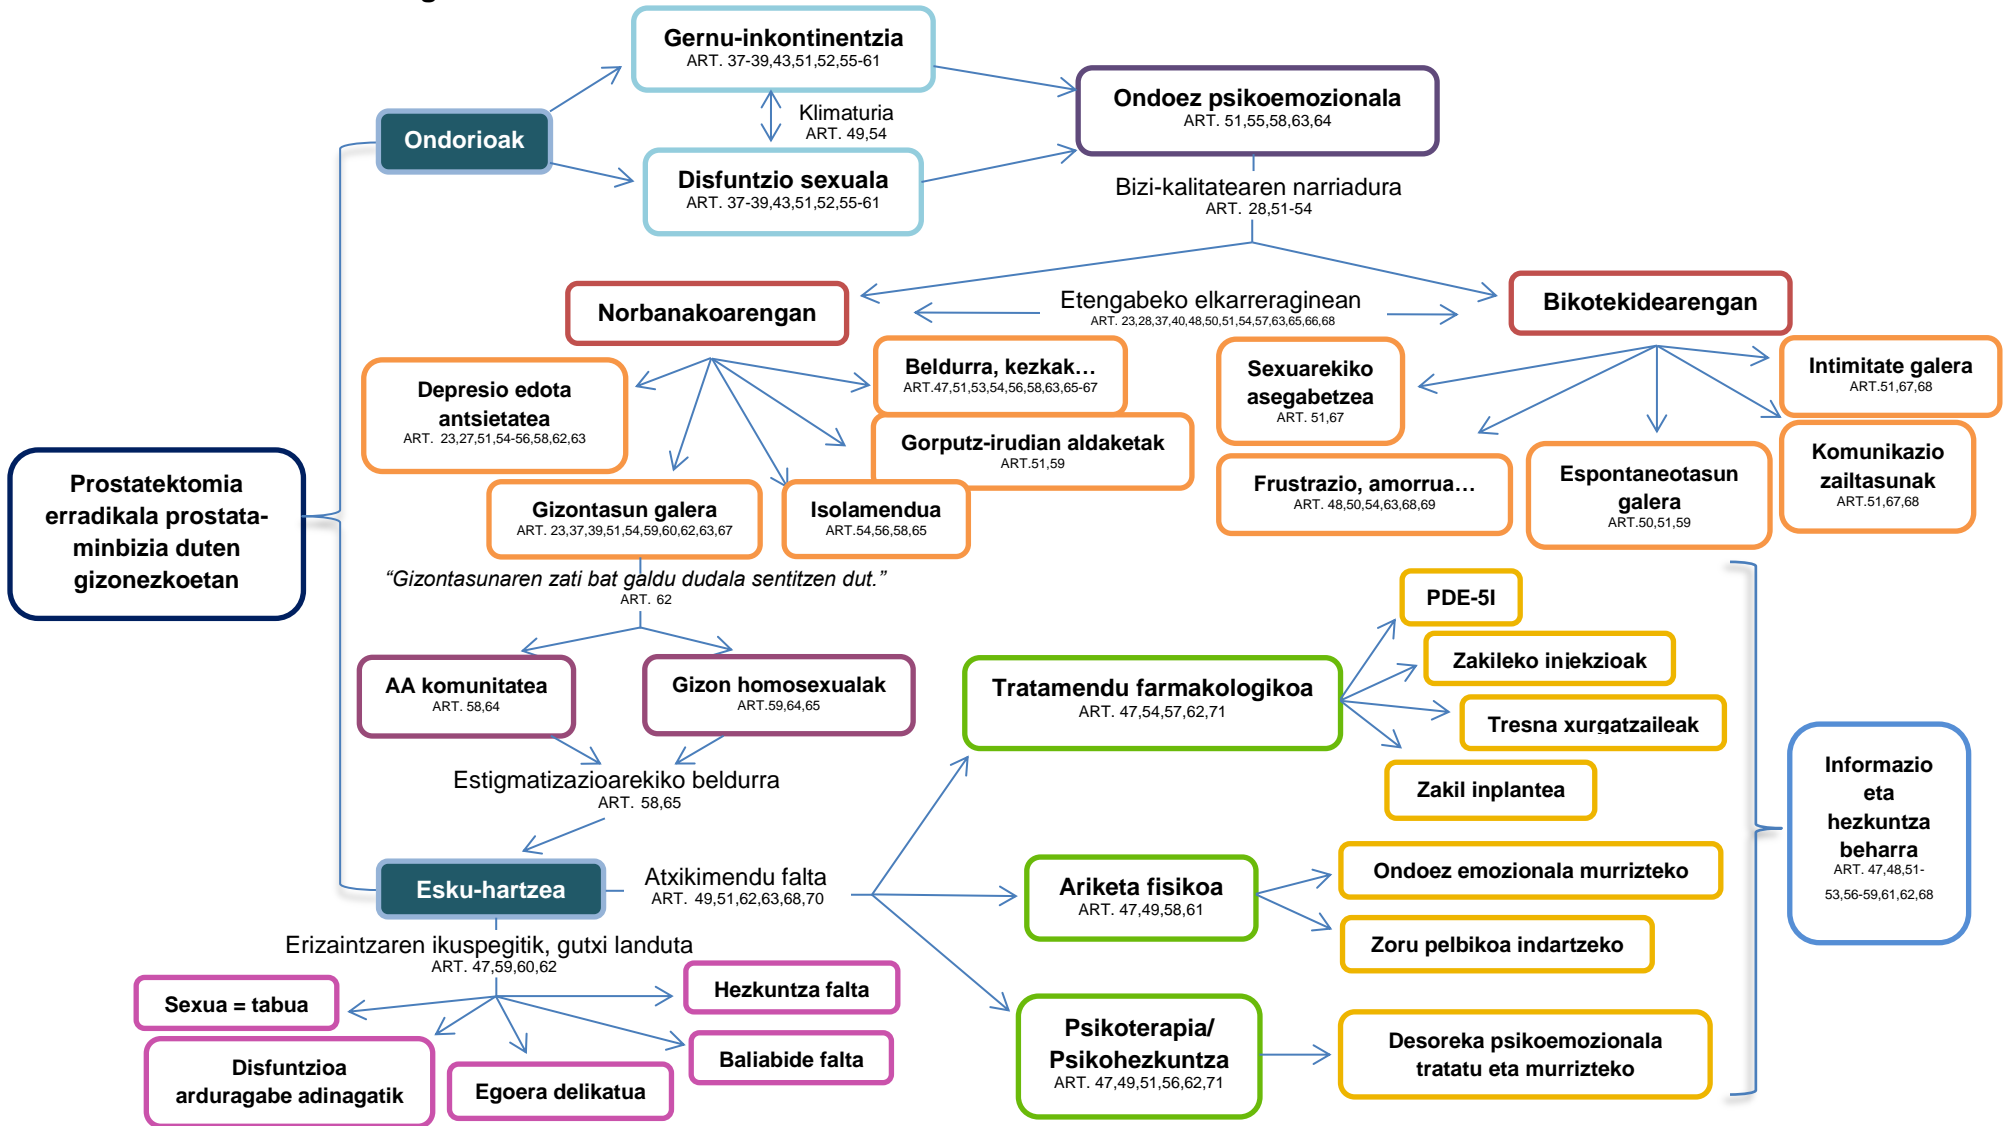 Gernu-inkontinentzia
ART. 37-39,43,51,52,55-61
Ondorioak
Klimaturia
ART. 49,54
Disfuntzio sexuala
ART. 37-39,43,51,52,55-61
Ondoez psikoemozionala
ART. 51,55,58,63,64
Bizi-kalitatearen narriadura
ART. 28,51-54
Norbanakoarengan
Etengabeko elkarreraginean
ART. 23,28,37,40,48,50,51,54,57,63,65,66,68
Bikotekidearengan
Depresio edota
antsietatea
ART. 23,27,51,54-56,58,62,63
Beldurra, kezkak…
ART.47,51,53,54,56,58,63,65-67
Gorputz-irudian aldaketak
ART.51,59
Gizontasun galera
ART. 23,37,39,51,54,59,60,62,63,67
Isolamendua
ART.54,56,58,65
Sexuarekiko
asegabetzea
ART. 51,67
Frustrazio, amorrua…
ART. 48,50,54,63,68,69
Espontaneotasun
galera
ART.50,51,59
Intimitate galera
ART.51,67,68
Komunikazio
zailtasunak
ART.51,67,68
Prostatektomia
erradikala prostata-
minbizia duten
gizonezkoetan
“Gizontasunaren zati bat galdu dudala sentitzen dut.”
ART. 62
AA komunitatea
ART. 58,64
Gizon homosexualak
ART.59,64,65
Estigmatizazioarekiko beldurra
ART. 58,65
Esku-hartzea
Atxikimendu falta
ART. 49,51,62,63,68,70
Erizaintzaren ikuspegitik, gutxi landuta
ART. 47,59,60,62
Sexua = tabua
Disfuntzioa
arduragabe adinagatik
Egoera delikatua
Baliabide falta
Hezkuntza falta
Tratamendu farmakologikoa
ART. 47,54,57,62,71
PDE-5I
Zakileko iniekzioak
Tresna xurgatzaileak
Zakil inplantea
Ariketa fisikoa
ART. 47,49,58,61
Ondoez emozionala murrizteko
Zoru pelbikoa indartzeko
Psikoterapia/
Psikohezkuntza
ART. 47,49,51,56,62,71
Desoreka psikoemozionala
tratatu eta murrizteko
Informazio
eta
hezkuntza
beharra
ART. 47,48,51-
53,56-59,61,62,68